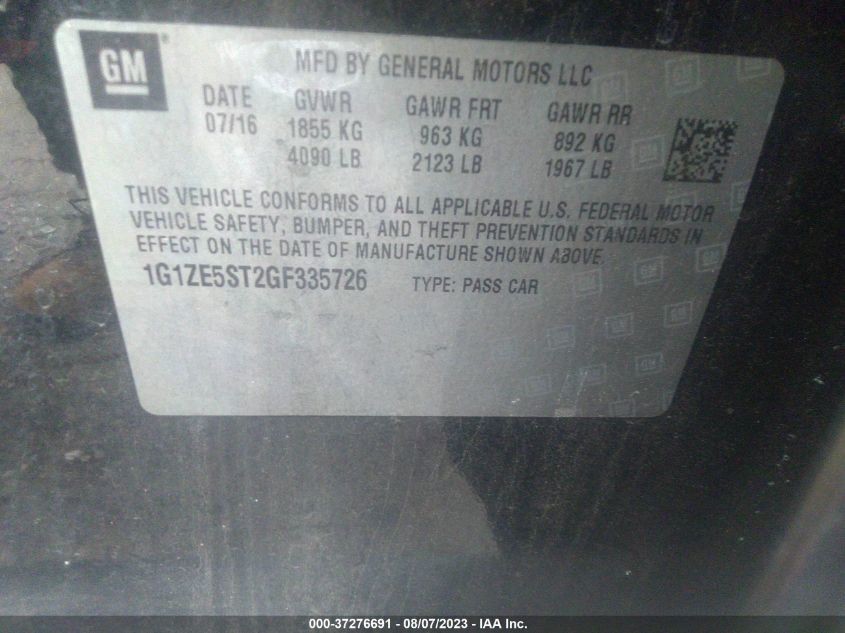 GM
MFD BY GENERAL MOTORS LLC
DATE GVWR GAWR FRT GAWR RR
07/16 1855 KG 963 KG 892 KG
4090 LB 2123 LB 1967 LB
THIS VEHICLE CONFORMS TO ALL APPLICABLE U.S. FEDERAL MOTOR
VEHICLE SAFETY, BUMPER, AND THEFT PREVENTION STANDARDS IN
EFFECT ON THE DATE OF MANUFACTURE SHOWN ABOVE.
1G1ZE5ST2GF335726 TYPE: PASS CAR
000-37276691 - 08/07/2023 - IAA Inc.